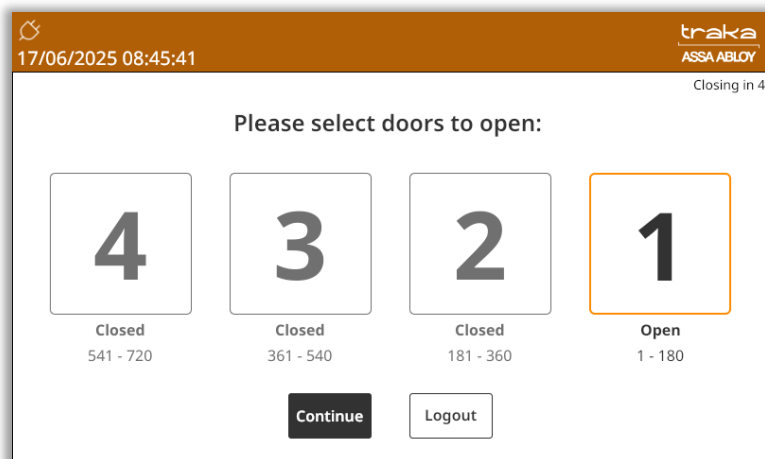 traka
17/06/2025 08:45:41
ASSA ABLOY
Closing in 4
Please select doors to open:
4 3 2 1
Closed Closed Closed Open
541 - 720 361 - 540 181 - 360 1 - 180
Continue Logout